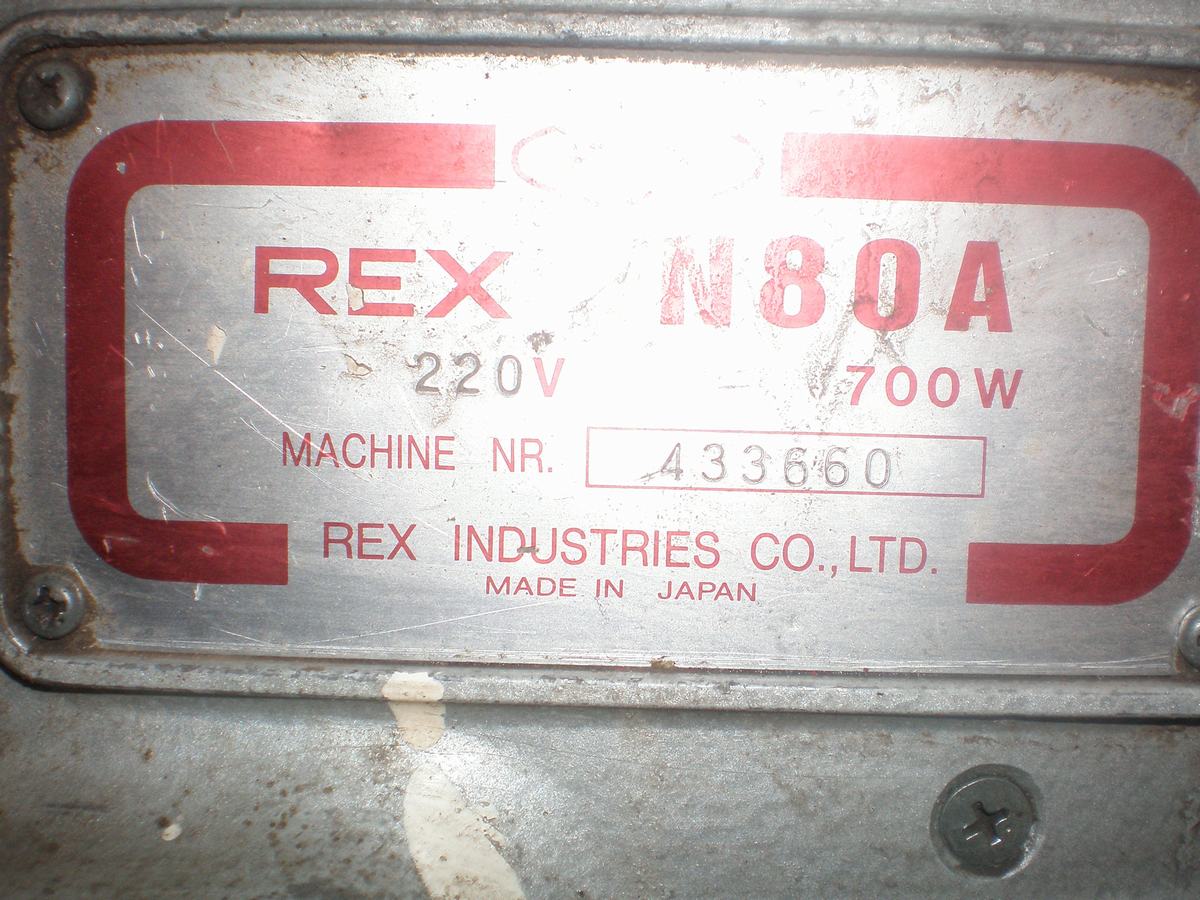 REX N80A
220V 700W
MACHINE NR. 433660
REX INDUSTRIES CO., LTD.
MADE IN JAPAN